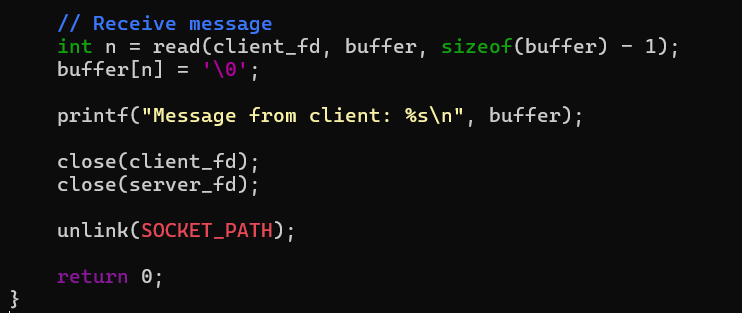 // Receive message
int n = read(client_fd, buffer, sizeof(buffer) - 1);
buffer[n] = '\0';
printf("Message from client: %s\n", buffer);
close(client_fd);
close(server_fd);
unlink(SOCKET_PATH);
return 0;
}